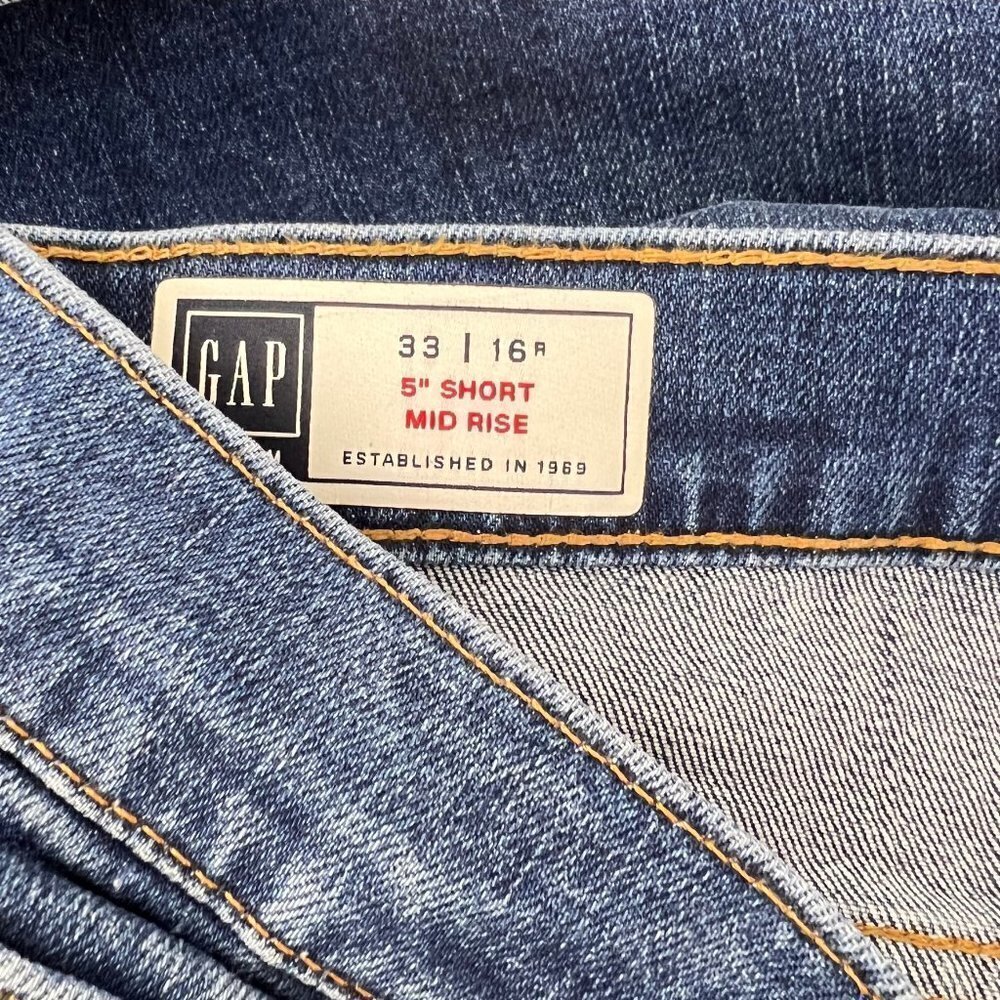 GAP
33 | 16R
5" SHORT
MID RISE
ESTABLISHED IN 1969